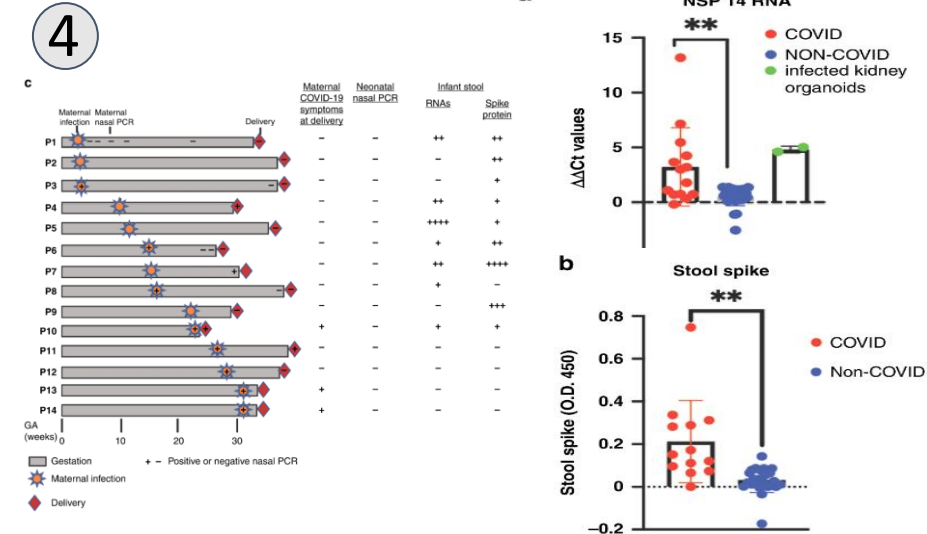 4
c
Maternal COVID-19 symptoms at delivery
Neonatal nasal PCR
Infant stool
RNAs
Spike protein
Maternal infection
Maternal nasal PCR
Delivery
P1 – – – – – – – – ++ ++
P2 – – – – ++
P3 + – – – – – +
P4 + – – ++ +
P5 – – – ++++ +
P6 + – – – – – + ++
P7 + – – – ++ ++++
P8 + – – – – + –
P9 – – – – +++
P10 + + + – + +
P11 + + – – – –
P12 + – – – – –
P13 + + – – –
P14 + + – – –
GA (weeks) 0 10 20 30
Gestation
+ – Positive or negative nasal PCR
Maternal infection
Delivery
NSP 14 RNA
**
15
10
5
0
ΔΔCt values
COVID
NON-COVID
infected kidney
organoids
b
Stool spike
**
0.8
0.6
0.4
0.2
0
–0.2
Stool spike (O.D. 450)
COVID
Non-COVID